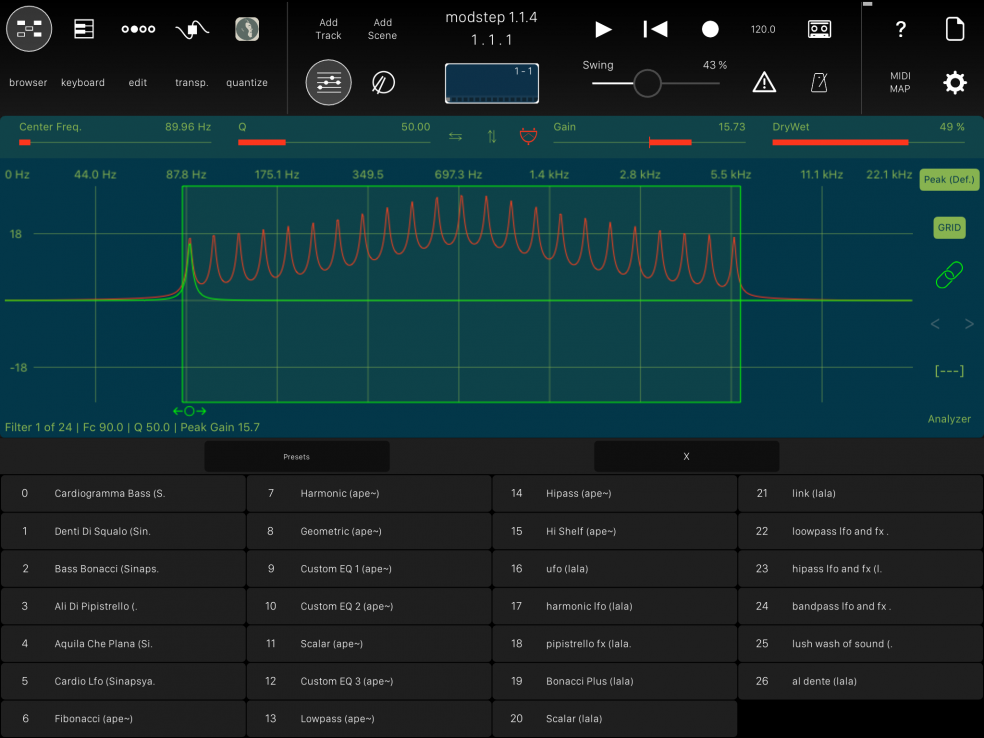 Add Track
Add Scene
modstep 1.1.4
1 . 1 . 1
120.0
?
browser
keyboard
edit
transp.
quantize
1 - 1
Swing
43 %
MIDI MAP
Center Freq.
89.96 Hz
Q
50.00
Gain
15.73
DryWet
49 %
0 Hz
44.0 Hz
87.8 Hz
175.1 Hz
349.5
697.3 Hz
1.4 kHz
2.8 kHz
5.5 kHz
11.1 kHz
22.1 kHz
Peak (Def.)
18
GRID
< >
-18
[---]
Analyzer
Filter 1 of 24 | Fc 90.0 | Q 50.0 | Peak Gain 15.7
Presets
X
0 Cardiogramma Bass (S.
1 Denti Di Squalo (Sin.
2 Bass Bonacci (Sinaps.
3 Ali Di Pipistrello (.
4 Aquila Che Plana (Si.
5 Cardio Lfo (Sinapsya.
6 Fibonacci (ape~)
7 Harmonic (ape~)
8 Geometric (ape~)
9 Custom EQ 1 (ape~)
10 Custom EQ 2 (ape~)
11 Scalar (ape~)
12 Custom EQ 3 (ape~)
13 Lowpass (ape~)
14 Hipass (ape~)
15 Hi Shelf (ape~)
16 ufo (lala)
17 harmonic lfo (lala)
18 pipistrello fx (lala.
19 Bonacci Plus (lala)
20 Scalar (lala)
21 link (lala)
22 loowpass lfo and fx .
23 hipass lfo and fx (l.
24 bandpass lfo and fx .
25 lush wash of sound (.
26 al dente (lala)